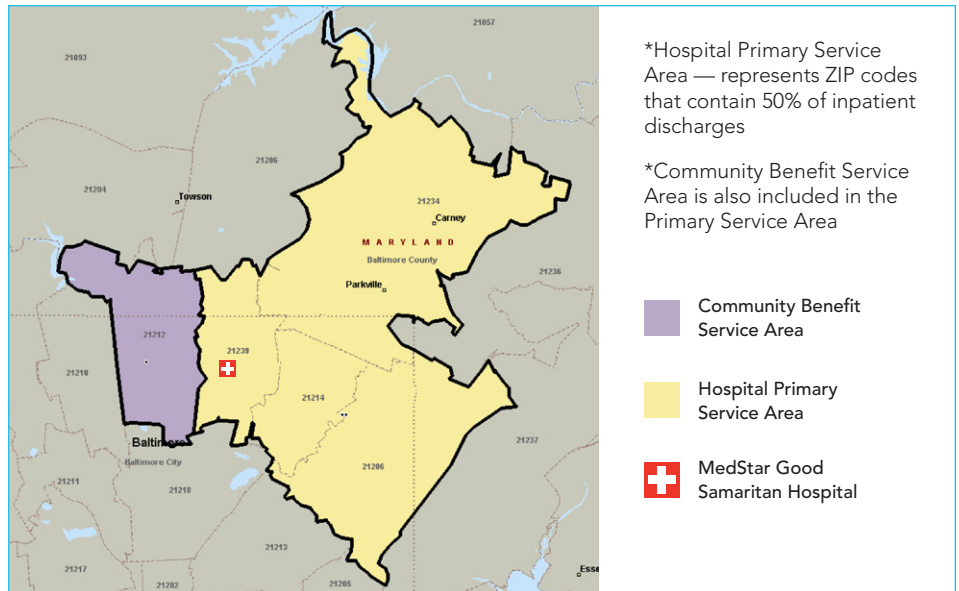 21057
21093
21286
21204
Towson
21234
Carney
MARYLAND
Baltimore County
21236
Parkville
21212
21239
21210
21214
Baltimore
Baltimore City
21206
21237
21211
21218
21213
21217
21202
21205
Esse
*Hospital Primary Service
Area — represents ZIP codes
that contain 50% of inpatient
discharges
*Community Benefit Service
Area is also included in the
Primary Service Area
Community Benefit
Service Area
Hospital Primary
Service Area
MedStar Good
Samaritan Hospital